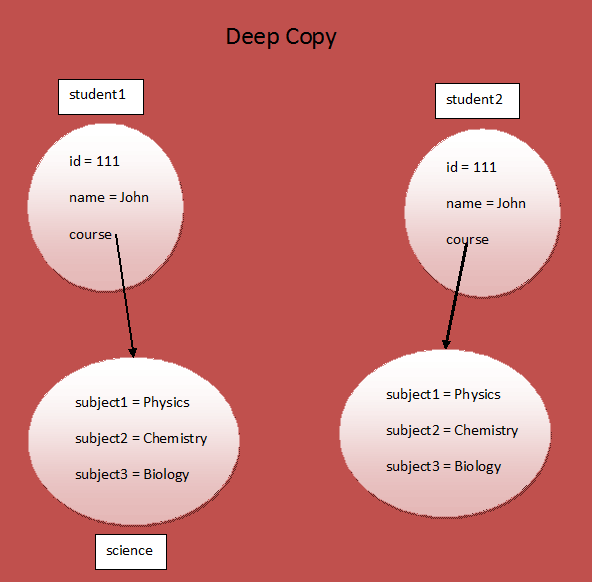 Deep Copy
student1
id = 111
name = John
course
subject1 = Physics
subject2 = Chemistry
subject3 = Biology
science
student2
id = 111
name = John
course
subject1 = Physics
subject2 = Chemistry
subject3 = Biology